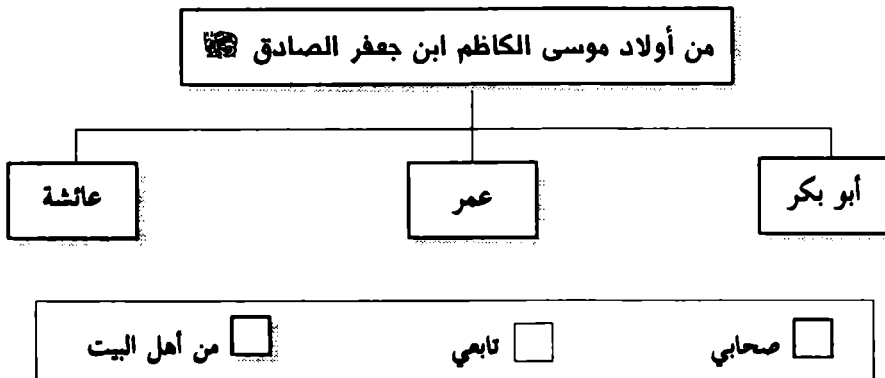 من أولاد موسى الكاظم ابن جعفر الصادق
أبو بكر
عمر
عائشة
صحابي
تابعي
من أهل البيت